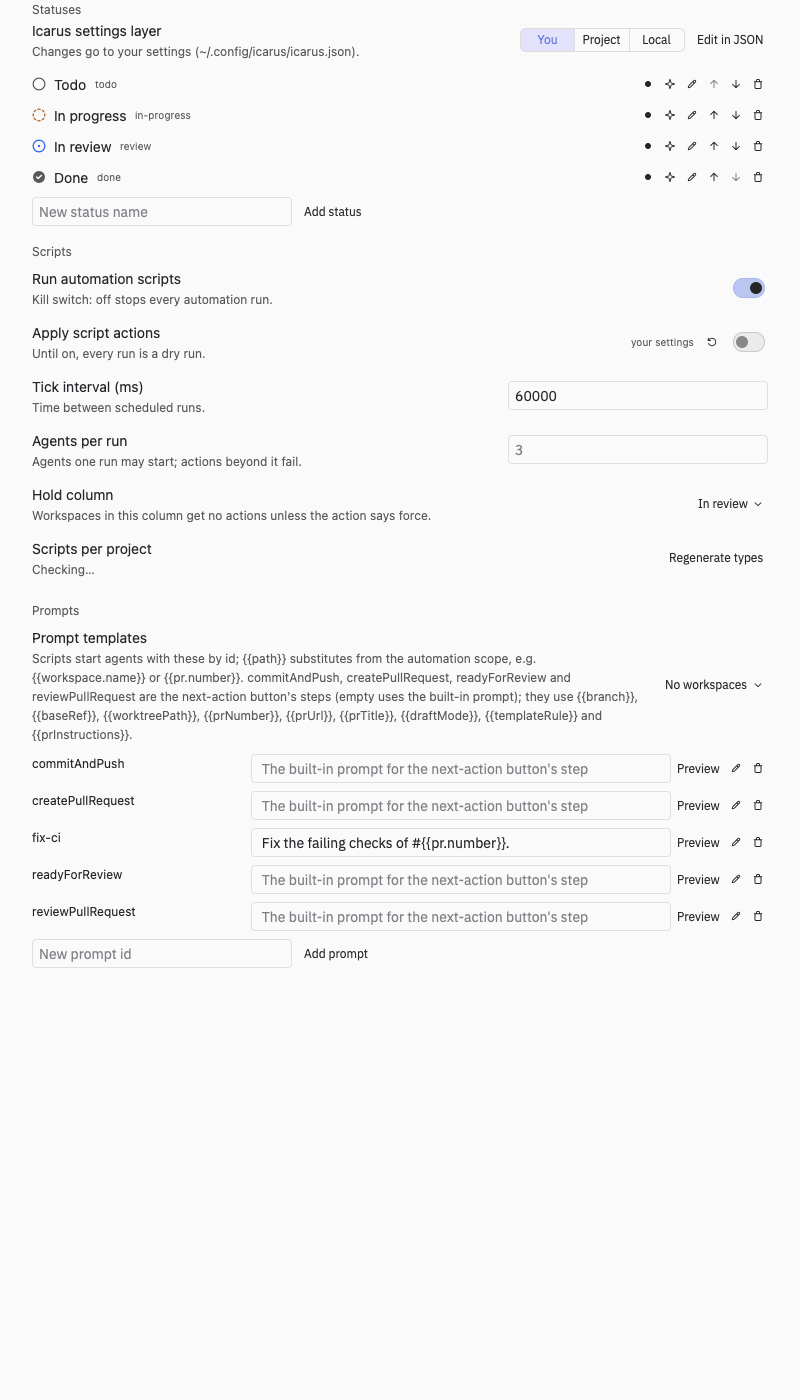 Statuses
Icarus settings layer
Changes go to your settings (~/.config/icarus/icarus.json).
You Project Local Edit in JSON
Todo todo
In progress in-progress
In review review
Done done
New status name Add status
Scripts
Run automation scripts
Kill switch: off stops every automation run.
Apply script actions
Until on, every run is a dry run.
your settings
Tick interval (ms)
Time between scheduled runs.
60000
Agents per run
Agents one run may start; actions beyond it fail.
3
Hold column
Workspaces in this column get no actions unless the action says force.
In review
Scripts per project
Checking…
Regenerate types
Prompts
Prompt templates
Scripts start agents with these by id; {{path}} substitutes from the automation scope, e.g.
{{workspace.name}} or {{pr.number}}. commitAndPush, createPullRequest, readyForReview and
reviewPullRequest are the next-action button's steps (empty uses the built-in prompt); they use {{branch}},
{{baseRef}}, {{worktreePath}}, {{prNumber}}, {{prUrl}}, {{prTitle}}, {{draftMode}}, {{templateRule}} and
{{prInstructions}}.
No workspaces
commitAndPush The built-in prompt for the next-action button's step Preview
createPullRequest The built-in prompt for the next-action button's step Preview
fix-ci Fix the failing checks of #{{pr.number}}. Preview
readyForReview The built-in prompt for the next-action button's step Preview
reviewPullRequest The built-in prompt for the next-action button's step Preview
New prompt id Add prompt